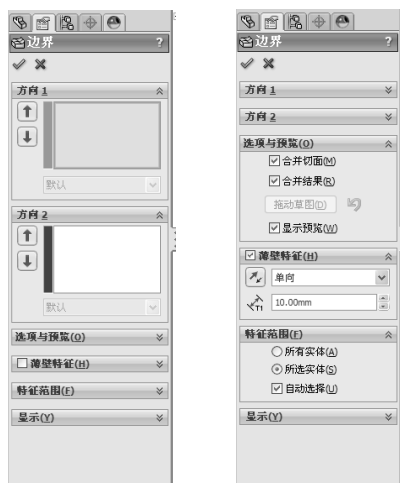 边界 ?
方向1
默认
方向2
默认
选项与预览(O)
薄壁特征(H)
特征范围(F)
显示(Y)
边界 ?
方向1
方向2
选项与预览(O)
合并切面(M)
合并结果(R)
拖动草图(D)
显示预览(W)
薄壁特征(H)
单向
T1 10.00mm
特征范围(F)
所有实体(A)
所选实体(S)
自动选择(U)
显示(Y)